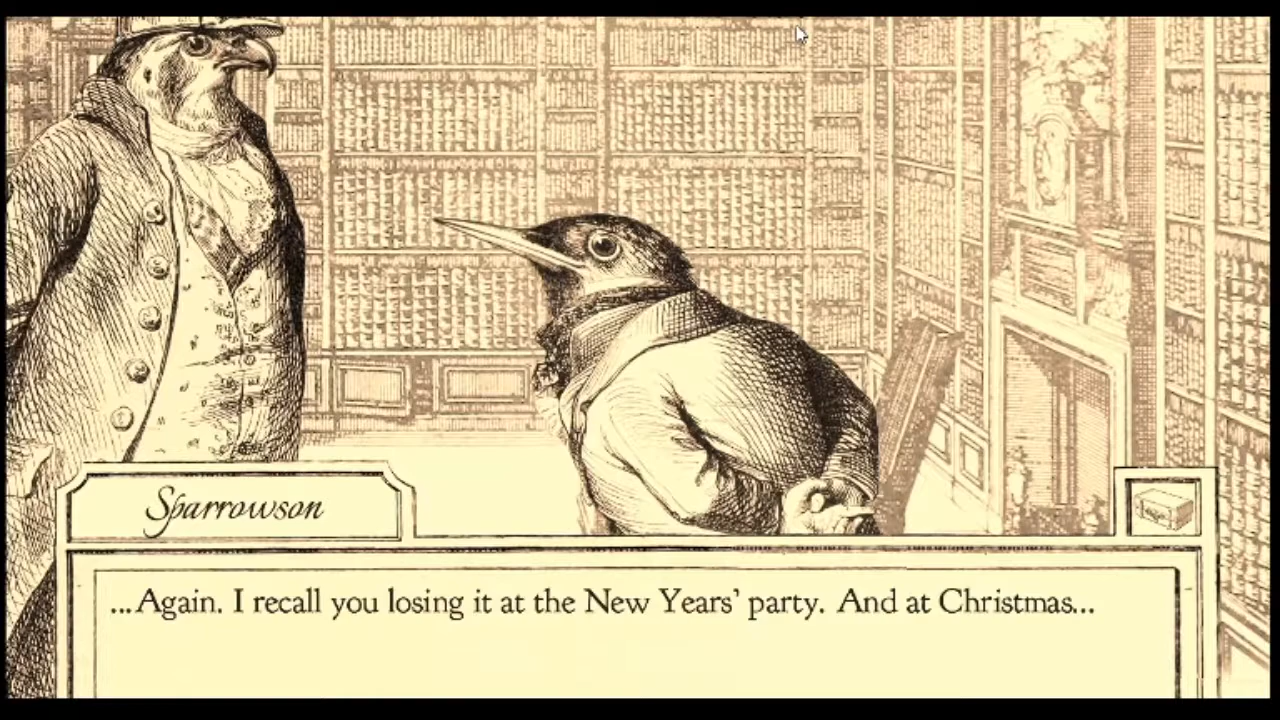 Sparrowson
...Again. I recall you losing it at the New Years' party. And at Christmas...